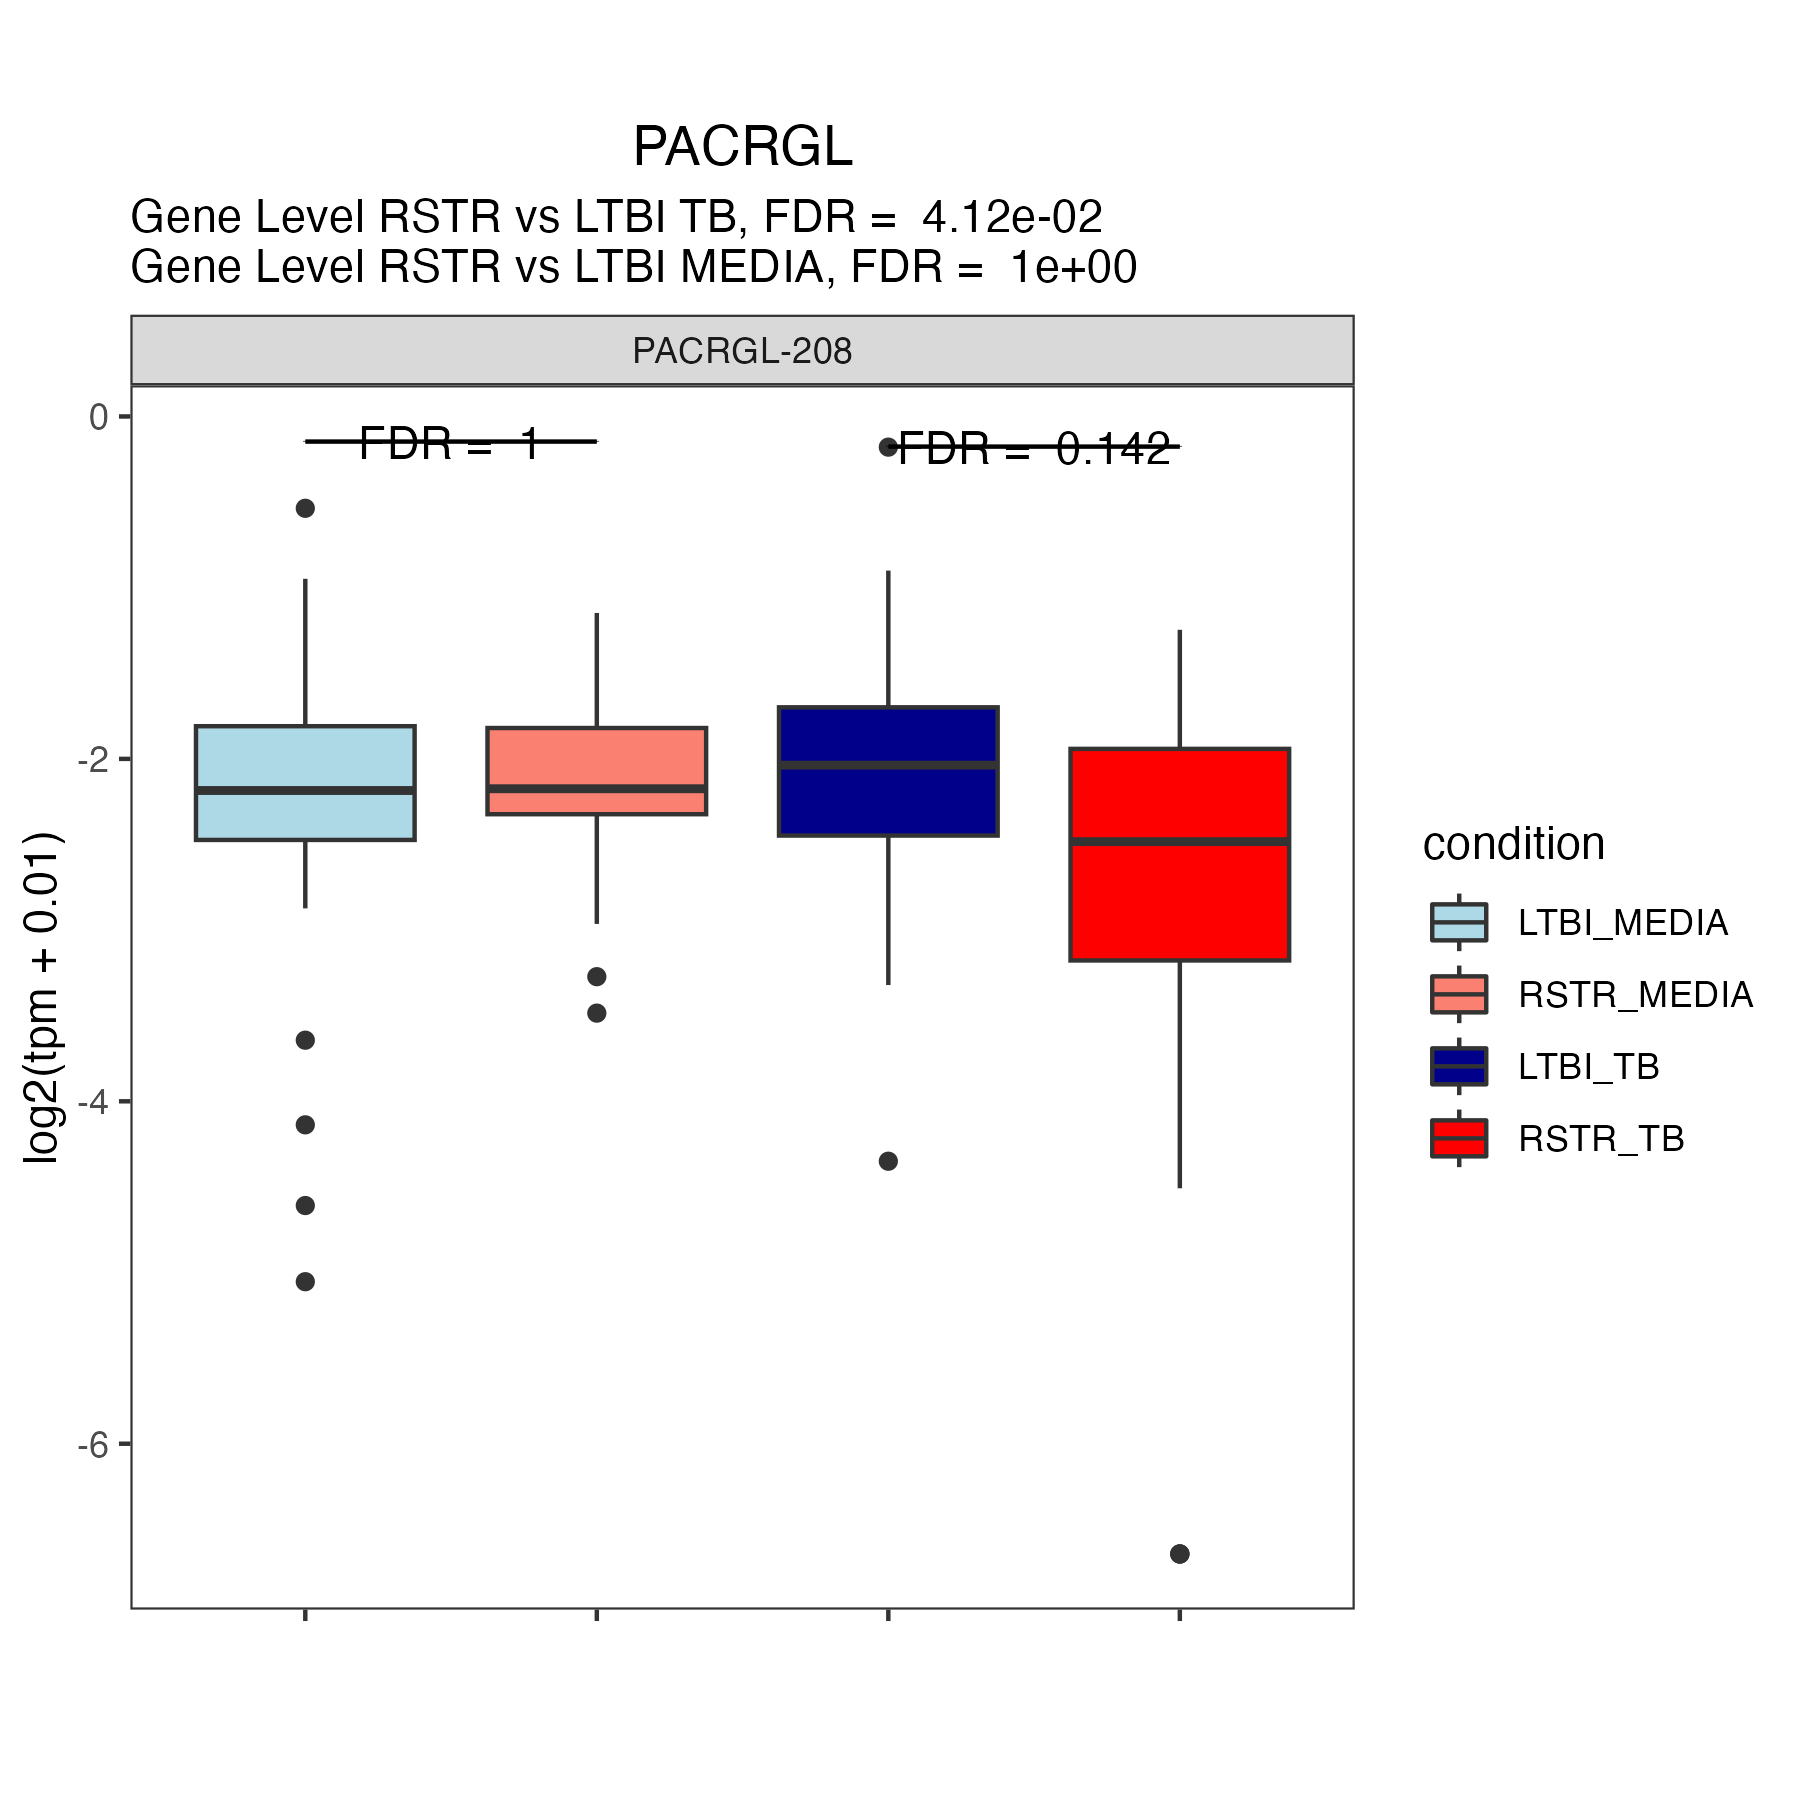 PACRGL
Gene Level RSTR vs LTBI TB, FDR =  4.12e-02
Gene Level RSTR vs LTBI MEDIA, FDR =  1e+00
PACRGL-208
0
-2
-4
-6
log2(tpm + 0.01)
FDR =  1
FDR =  0.142
condition
LTBI_MEDIA
RSTR_MEDIA
LTBI_TB
RSTR_TB